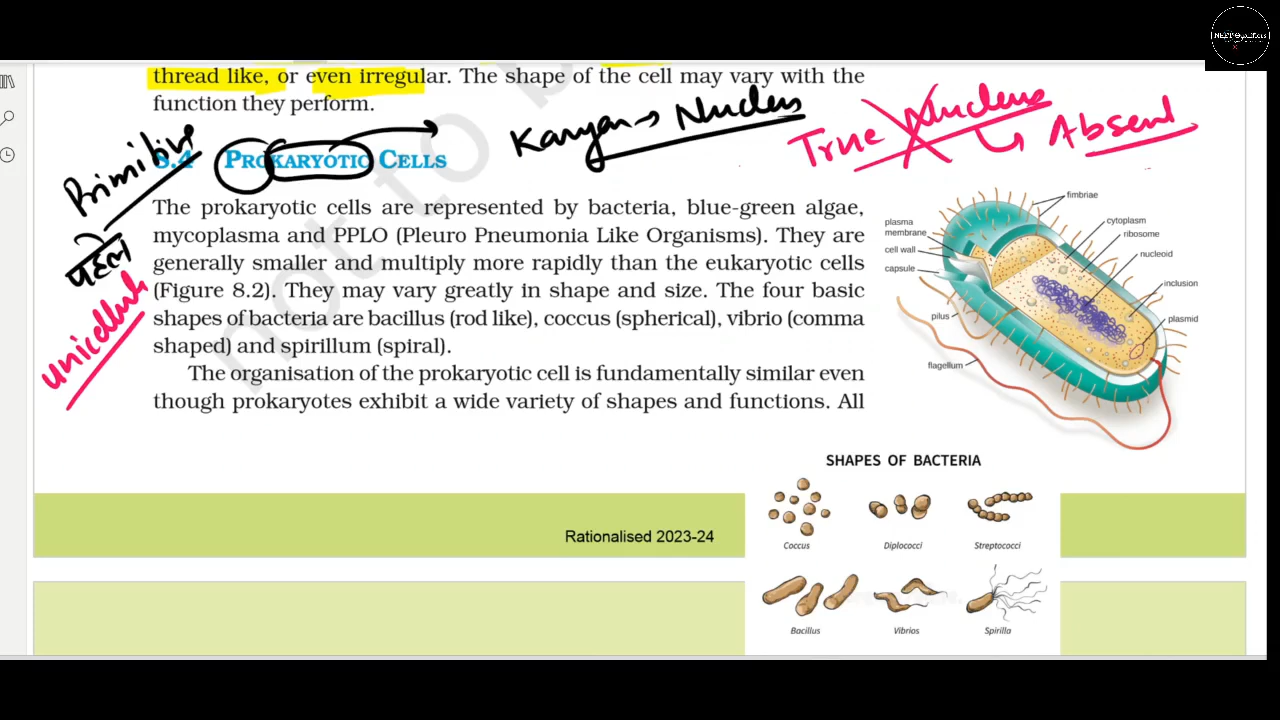 thread like, or even irregular. The shape of the cell may vary with the
function they perform.
Karyon → Nucleus
True Nucleus
↳ Absent
Primitive
पहले
Unicellular
8.4 PROKARYOTIC CELLS
The prokaryotic cells are represented by bacteria, blue-green algae,
mycoplasma and PPLO (Pleuro Pneumonia Like Organisms). They are
generally smaller and multiply more rapidly than the eukaryotic cells
(Figure 8.2). They may vary greatly in shape and size. The four basic
shapes of bacteria are bacillus (rod like), coccus (spherical), vibrio (comma
shaped) and spirillum (spiral).
The organisation of the prokaryotic cell is fundamentally similar even
though prokaryotes exhibit a wide variety of shapes and functions. All
not to b
fimbriae
cytoplasm
ribosome
nucleoid
inclusion
plasmid
plasma
membrane
cell wall
capsule
pilus
flagellum
SHAPES OF BACTERIA
Coccus
Diplococci
Streptococci
Bacillus
Vibrios
Spirilla
Rationalised 2023-24